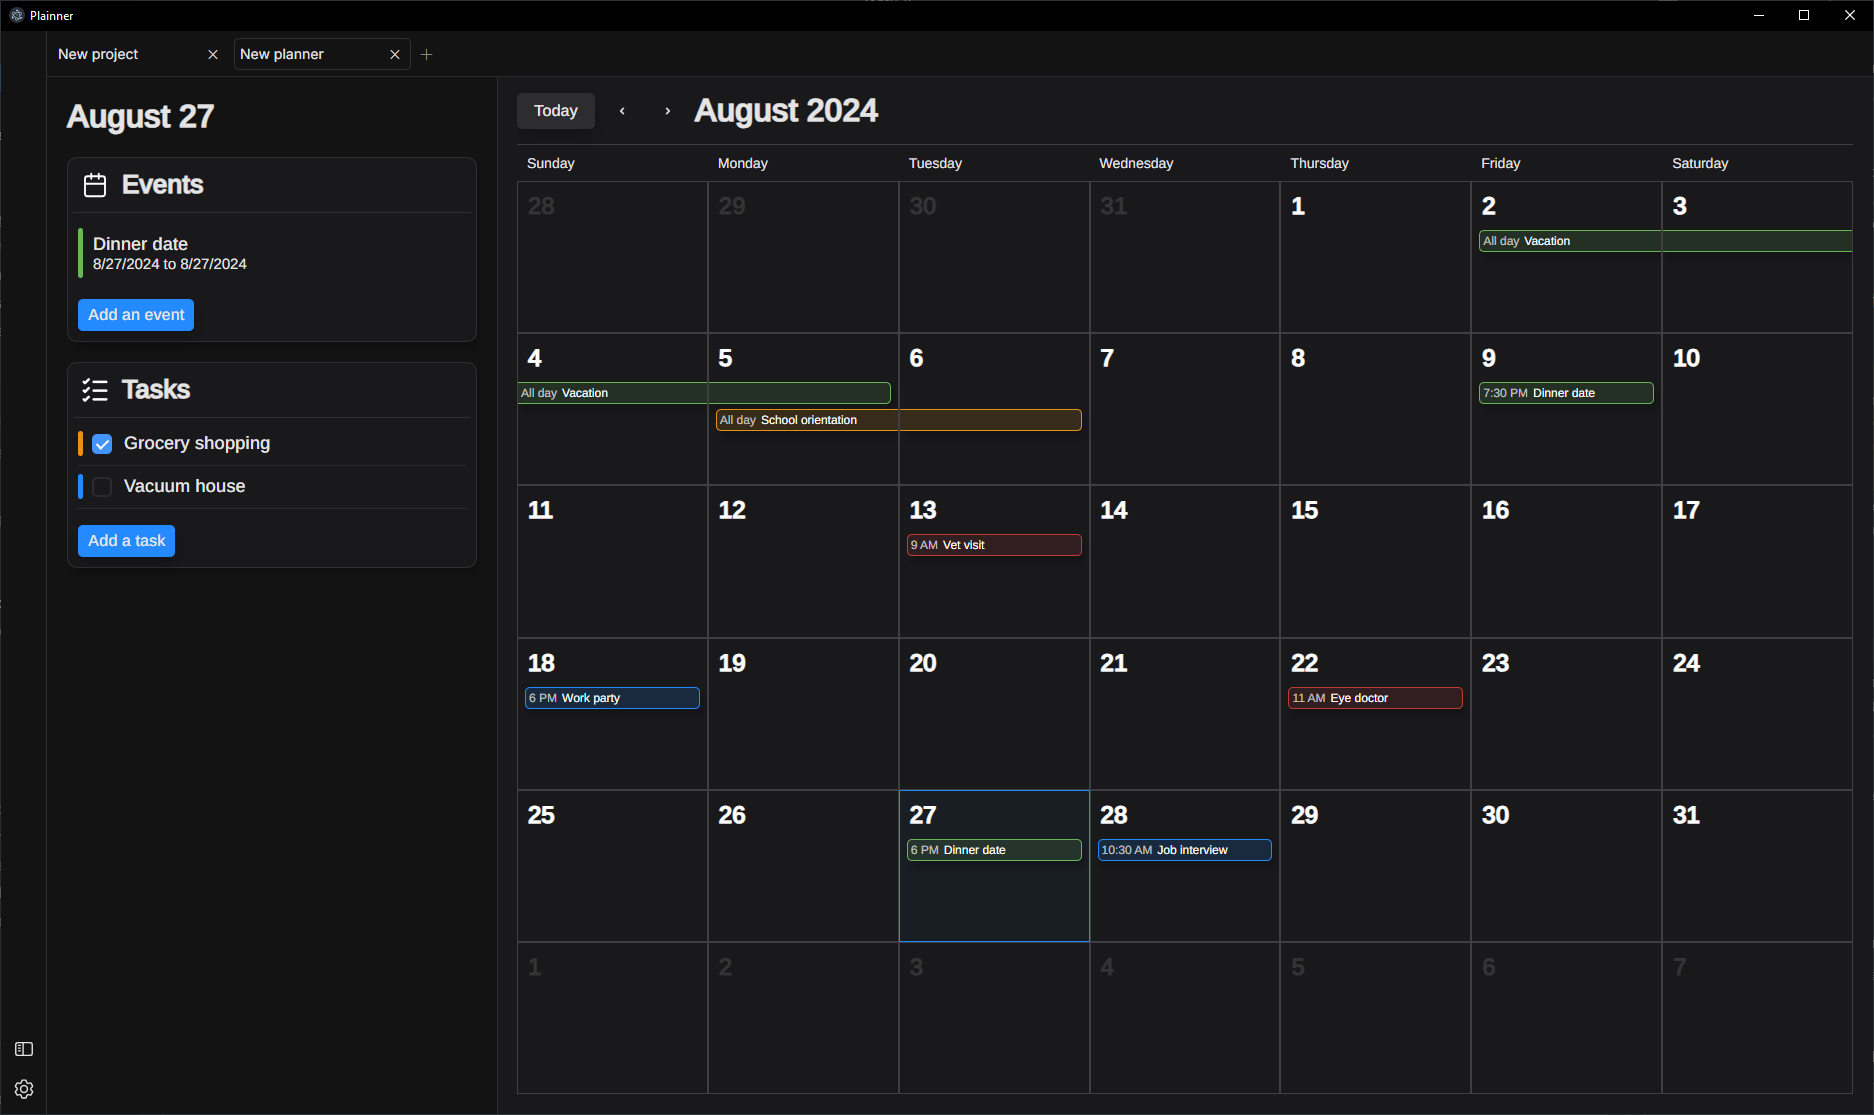 Plainner
New project
New planner
August 27
Events
Dinner date
8/27/2024 to 8/27/2024
Add an event
Tasks
Grocery shopping
Vacuum house
Add a task
Today
August 2024
Sunday Monday Tuesday Wednesday Thursday Friday Saturday
28 29 30 31 1 2 3
All day Vacation
4 5 6 7 8 9 10
All day Vacation
7:30 PM Dinner date
All day School orientation
11 12 13 14 15 16 17
9 AM Vet visit
18 19 20 21 22 23 24
6 PM Work party
11 AM Eye doctor
25 26 27 28 29 30 31
6 PM Dinner date
10:30 AM Job interview
1 2 3 4 5 6 7